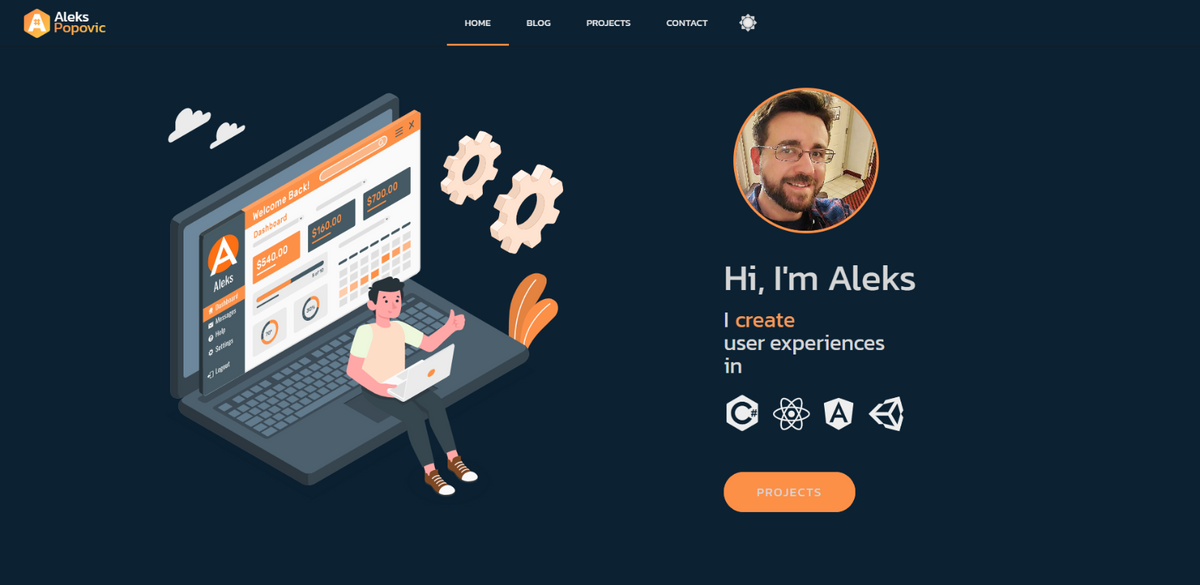 Aleks
Popovic
HOME BLOG PROJECTS CONTACT
Welcome Back!
Dashboard
$540.00
$160.00
$700.00
A
Aleks
Dashboard
Messages
Help
Settings
Logout
Hi, I'm Aleks
I create
user experiences
in
C#
A
PROJECTS